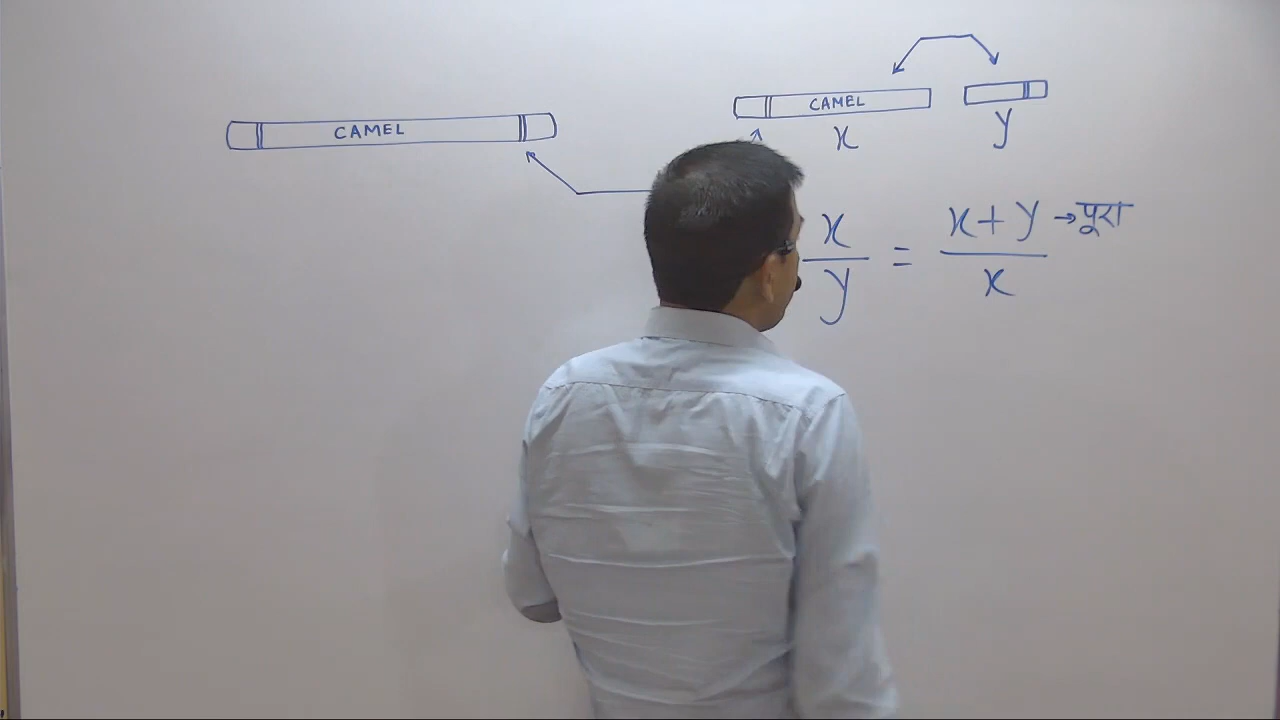 CAMEL
CAMEL
x
y
x/y = x+y/x → पूरा